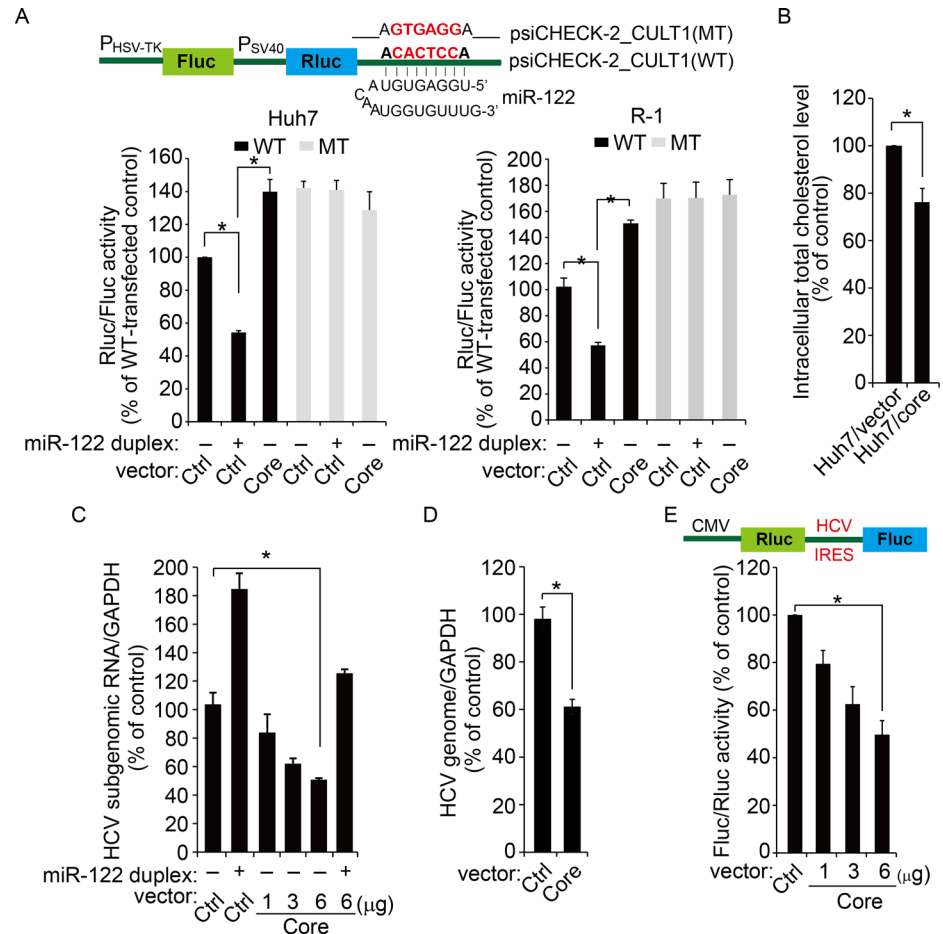 A
AGTGAGGA psiCHECK-2_CULT1(MT)
PHSV-TK Fluc PSV40 Rluc ACACTCCA psiCHECK-2_CULT1(WT)
UGUGAGGU-5’
A
C miR-122
A
AUGGUGUUUG-3’
Huh7
WT MT
Rluc/Fluc activity
(% of WT-transfected control)
160
140
120
100
80
60
40
20
0
* *
miR-122 duplex: – + – – + –
vector: Ctrl Ctrl Core Ctrl Ctrl Core
R-1
WT MT
Rluc/Fluc activity
(% of WT-transfected control)
200
180
160
140
120
100
80
60
40
20
0
* *
miR-122 duplex: – + – – + –
vector: Ctrl Ctrl Core Ctrl Ctrl Core
B
Intracellular total cholesterol level
(% of control)
120
100
80
60
40
20
0
*
Huh7/vector Huh7/core
C
HCV subgenomic RNA/GAPDH
(% of control)
200
180
160
140
120
100
80
60
40
20
0
*
miR-122 duplex: – + – – – +
vector: Ctrl Ctrl 1 3 6 6 (μg)
Core
D
HCV genome/GAPDH
(% of control)
120
100
80
60
40
20
0
*
vector: Ctrl Core
E
CMV Rluc HCV Fluc
IRES
Fluc/Rluc activity (% of control)
120
100
80
60
40
20
0
*
vector: Ctrl 1 3 6 (μg)
Core